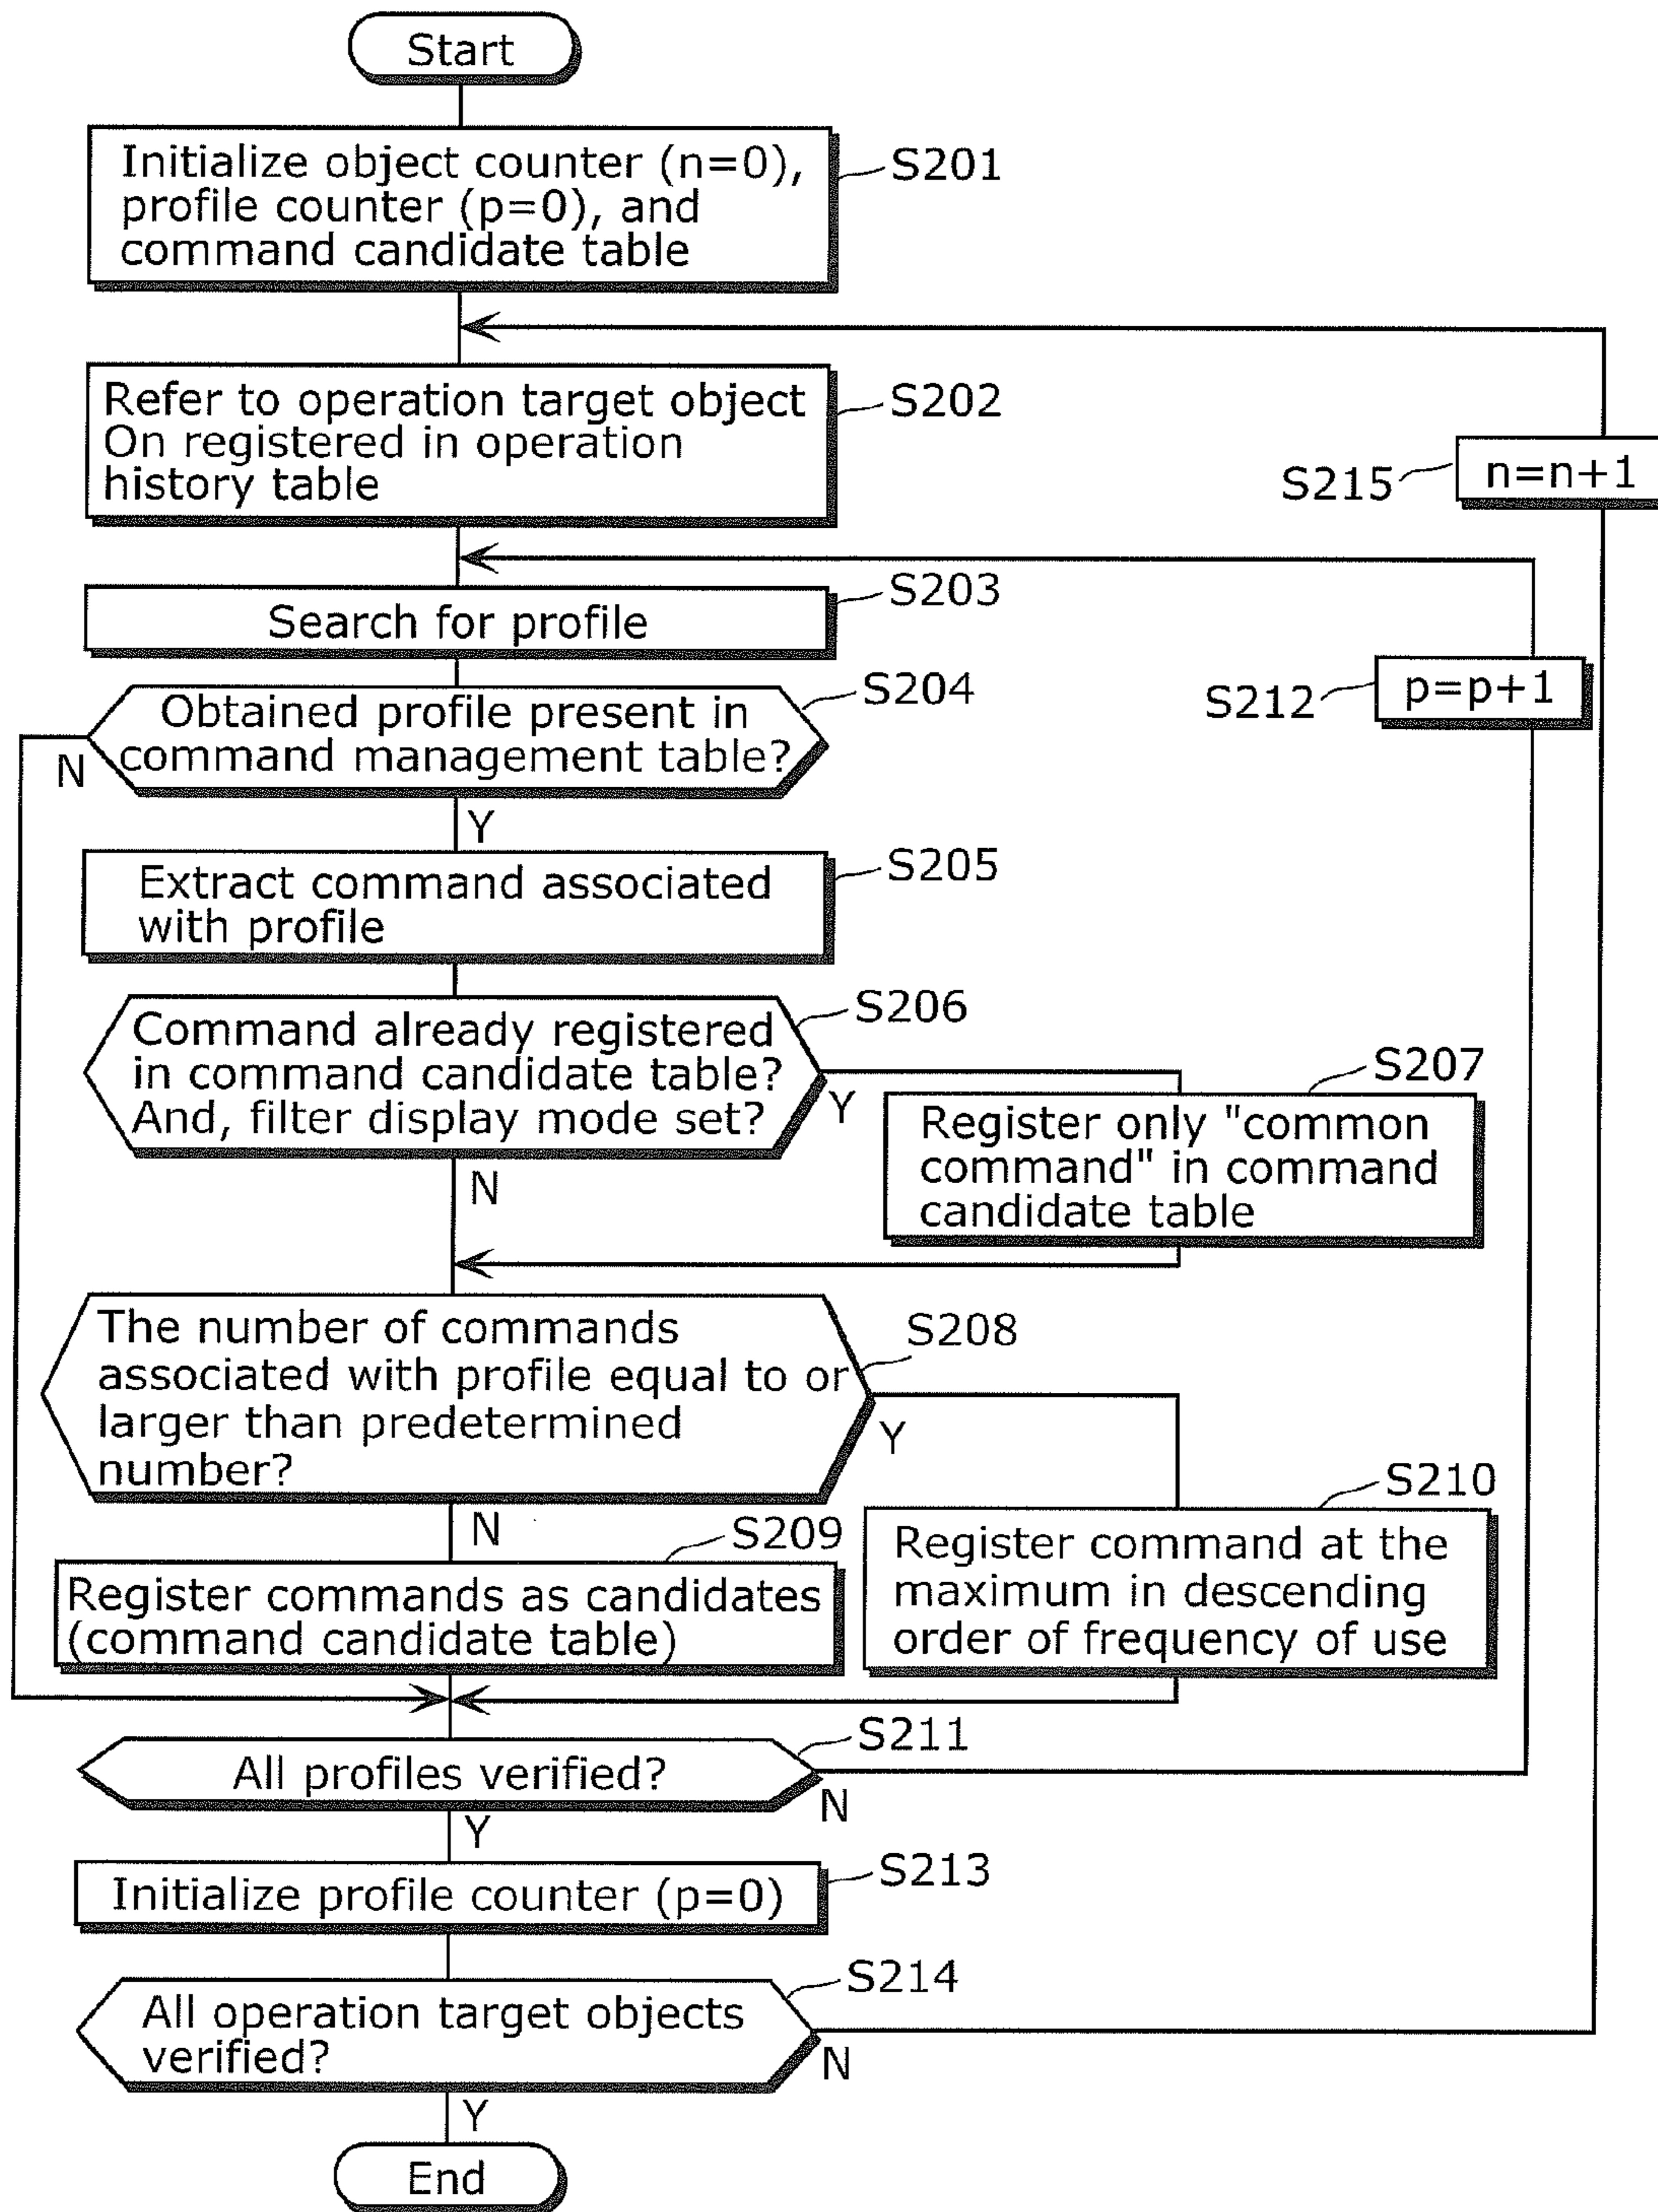 Start
Initialize object counter (n=0),
profile counter (p=0), and
command candidate table
S201
Refer to operation target object
On registered in operation
history table
S202
S215
n=n+1
Search for profile
S203
S212
p=p+1
Obtained profile present in
command management table?
S204
N
Y
Extract command associated
with profile
S205
Command already registered
in command candidate table?
And, filter display mode set?
S206
Y
N
S207
Register only "common
command" in command
candidate table
The number of commands
associated with profile equal to or
larger than predetermined
number?
S208
Y
N
S209
Register commands as candidates
(command candidate table)
S210
Register command at the
maximum in descending
order of frequency of use
All profiles verified?
S211
N
Y
Initialize profile counter (p=0)
S213
All operation target objects
verified?
S214
N
Y
End